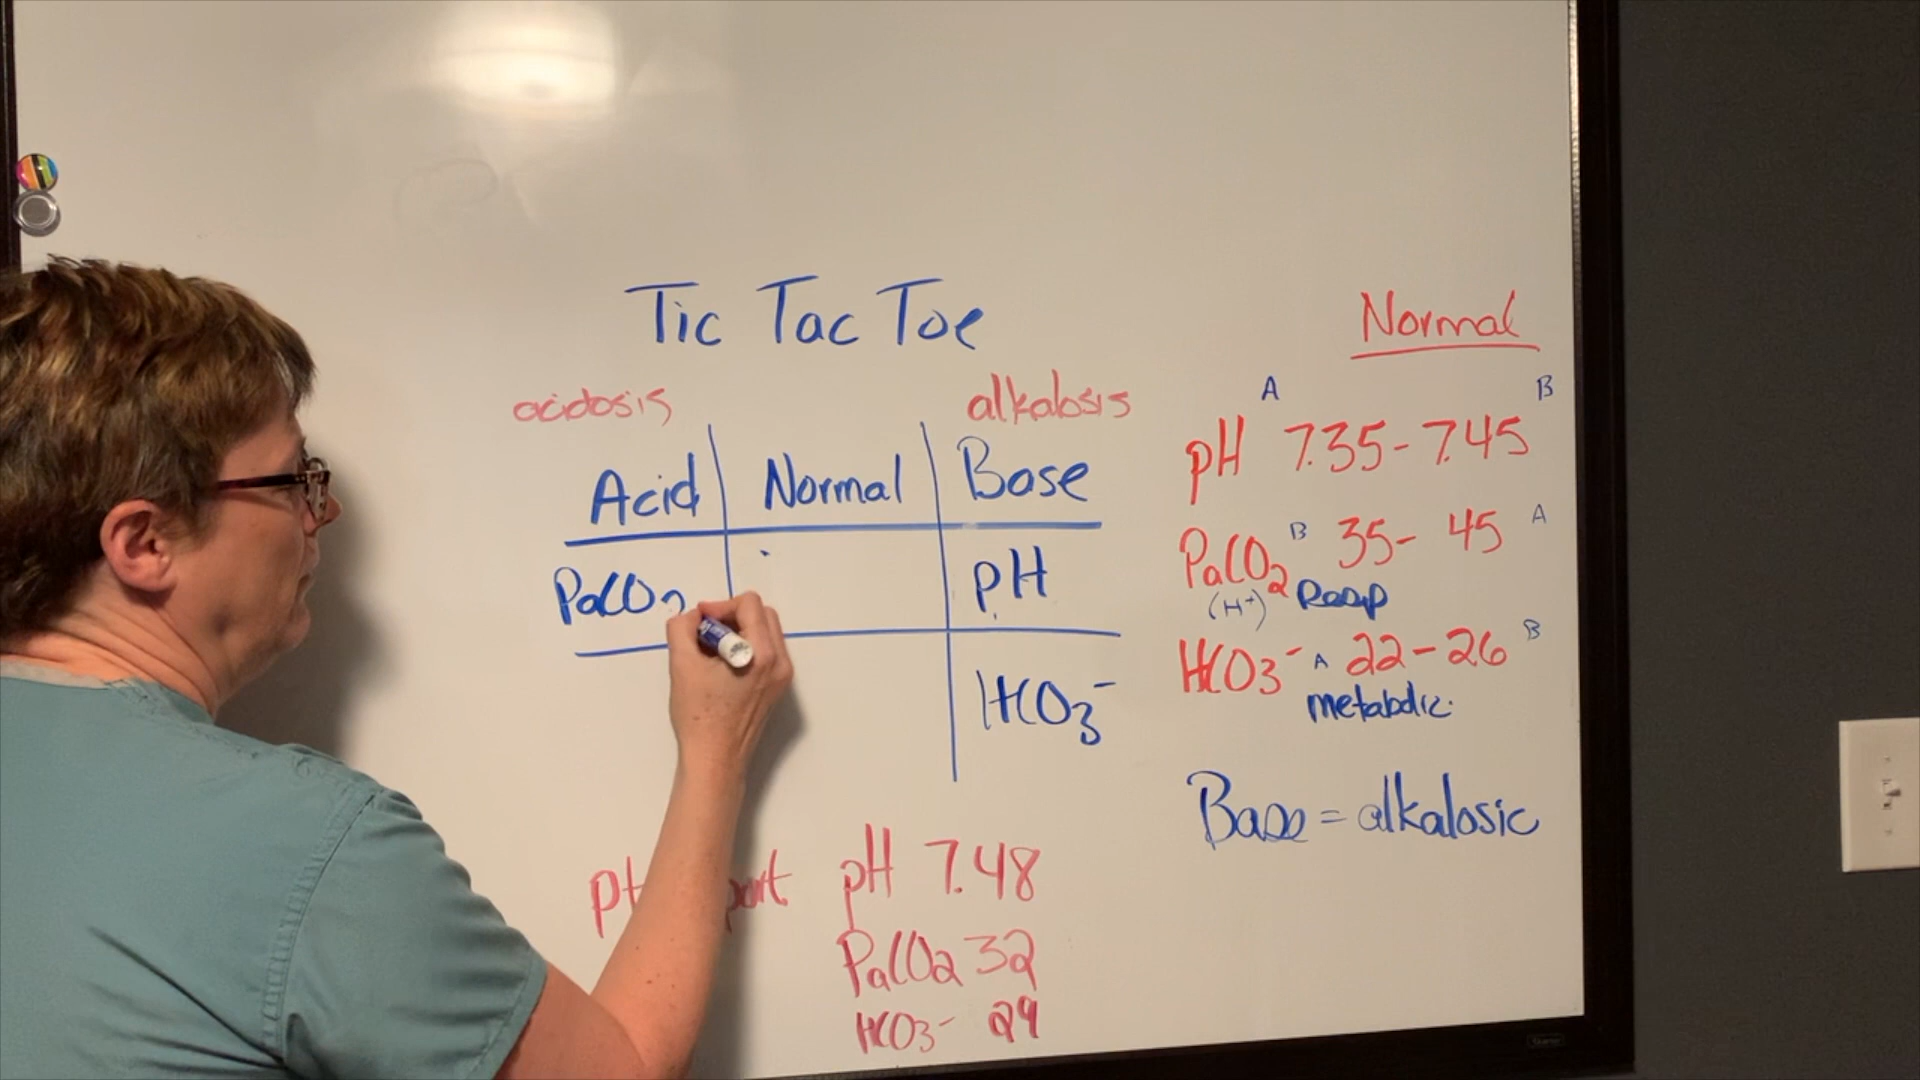 Tic Tac Toe
acidosis alkalosis
Acid Normal Base
PaCO2 pH
HCO3-
pH 7.48
PaCO2 32
HCO3-
Normal
A B
pH 7.35-7.45
PaCO2 B 35-45 A
(H+) Resp
HCO3- A 22-26 B
metabolic
Base = alkalosic